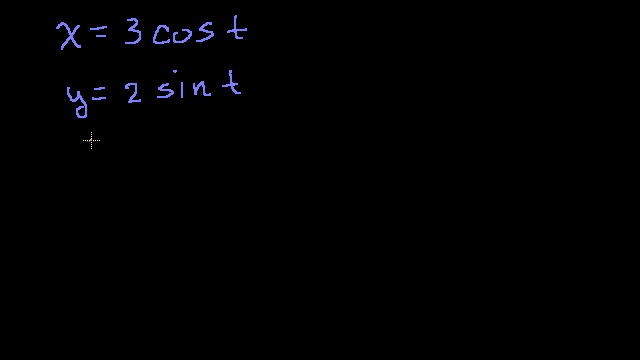 x = 3 cos t
y = 2 sin t